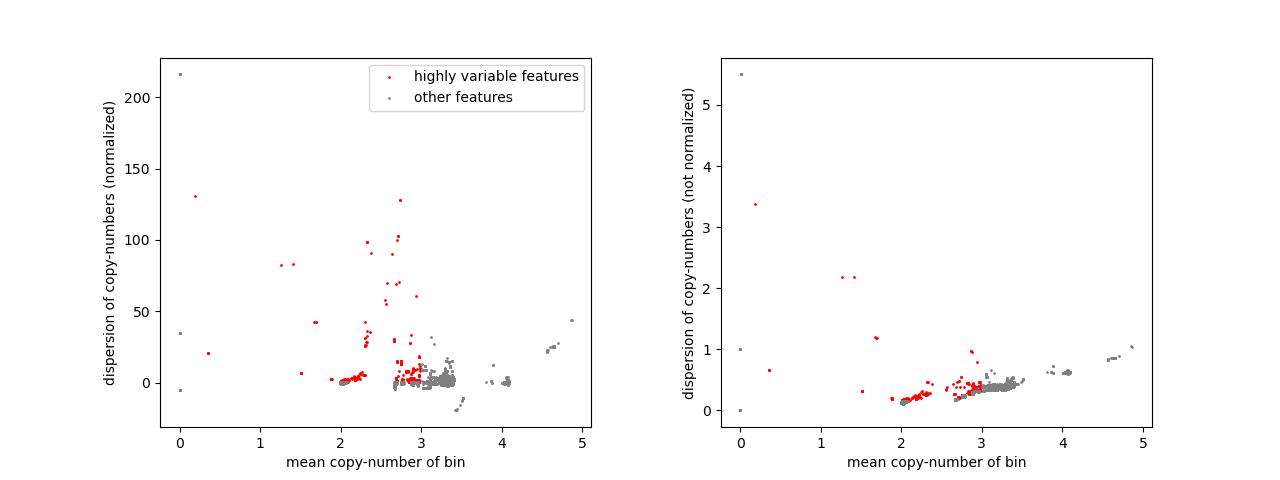 highly variable features
other features
200
150
100
50
0
0 1 2 3 4 5
mean copy-number of bin
dispersion of copy-numbers (normalized)
5
4
3
2
1
0
0 1 2 3 4 5
mean copy-number of bin
dispersion of copy-numbers (not normalized)